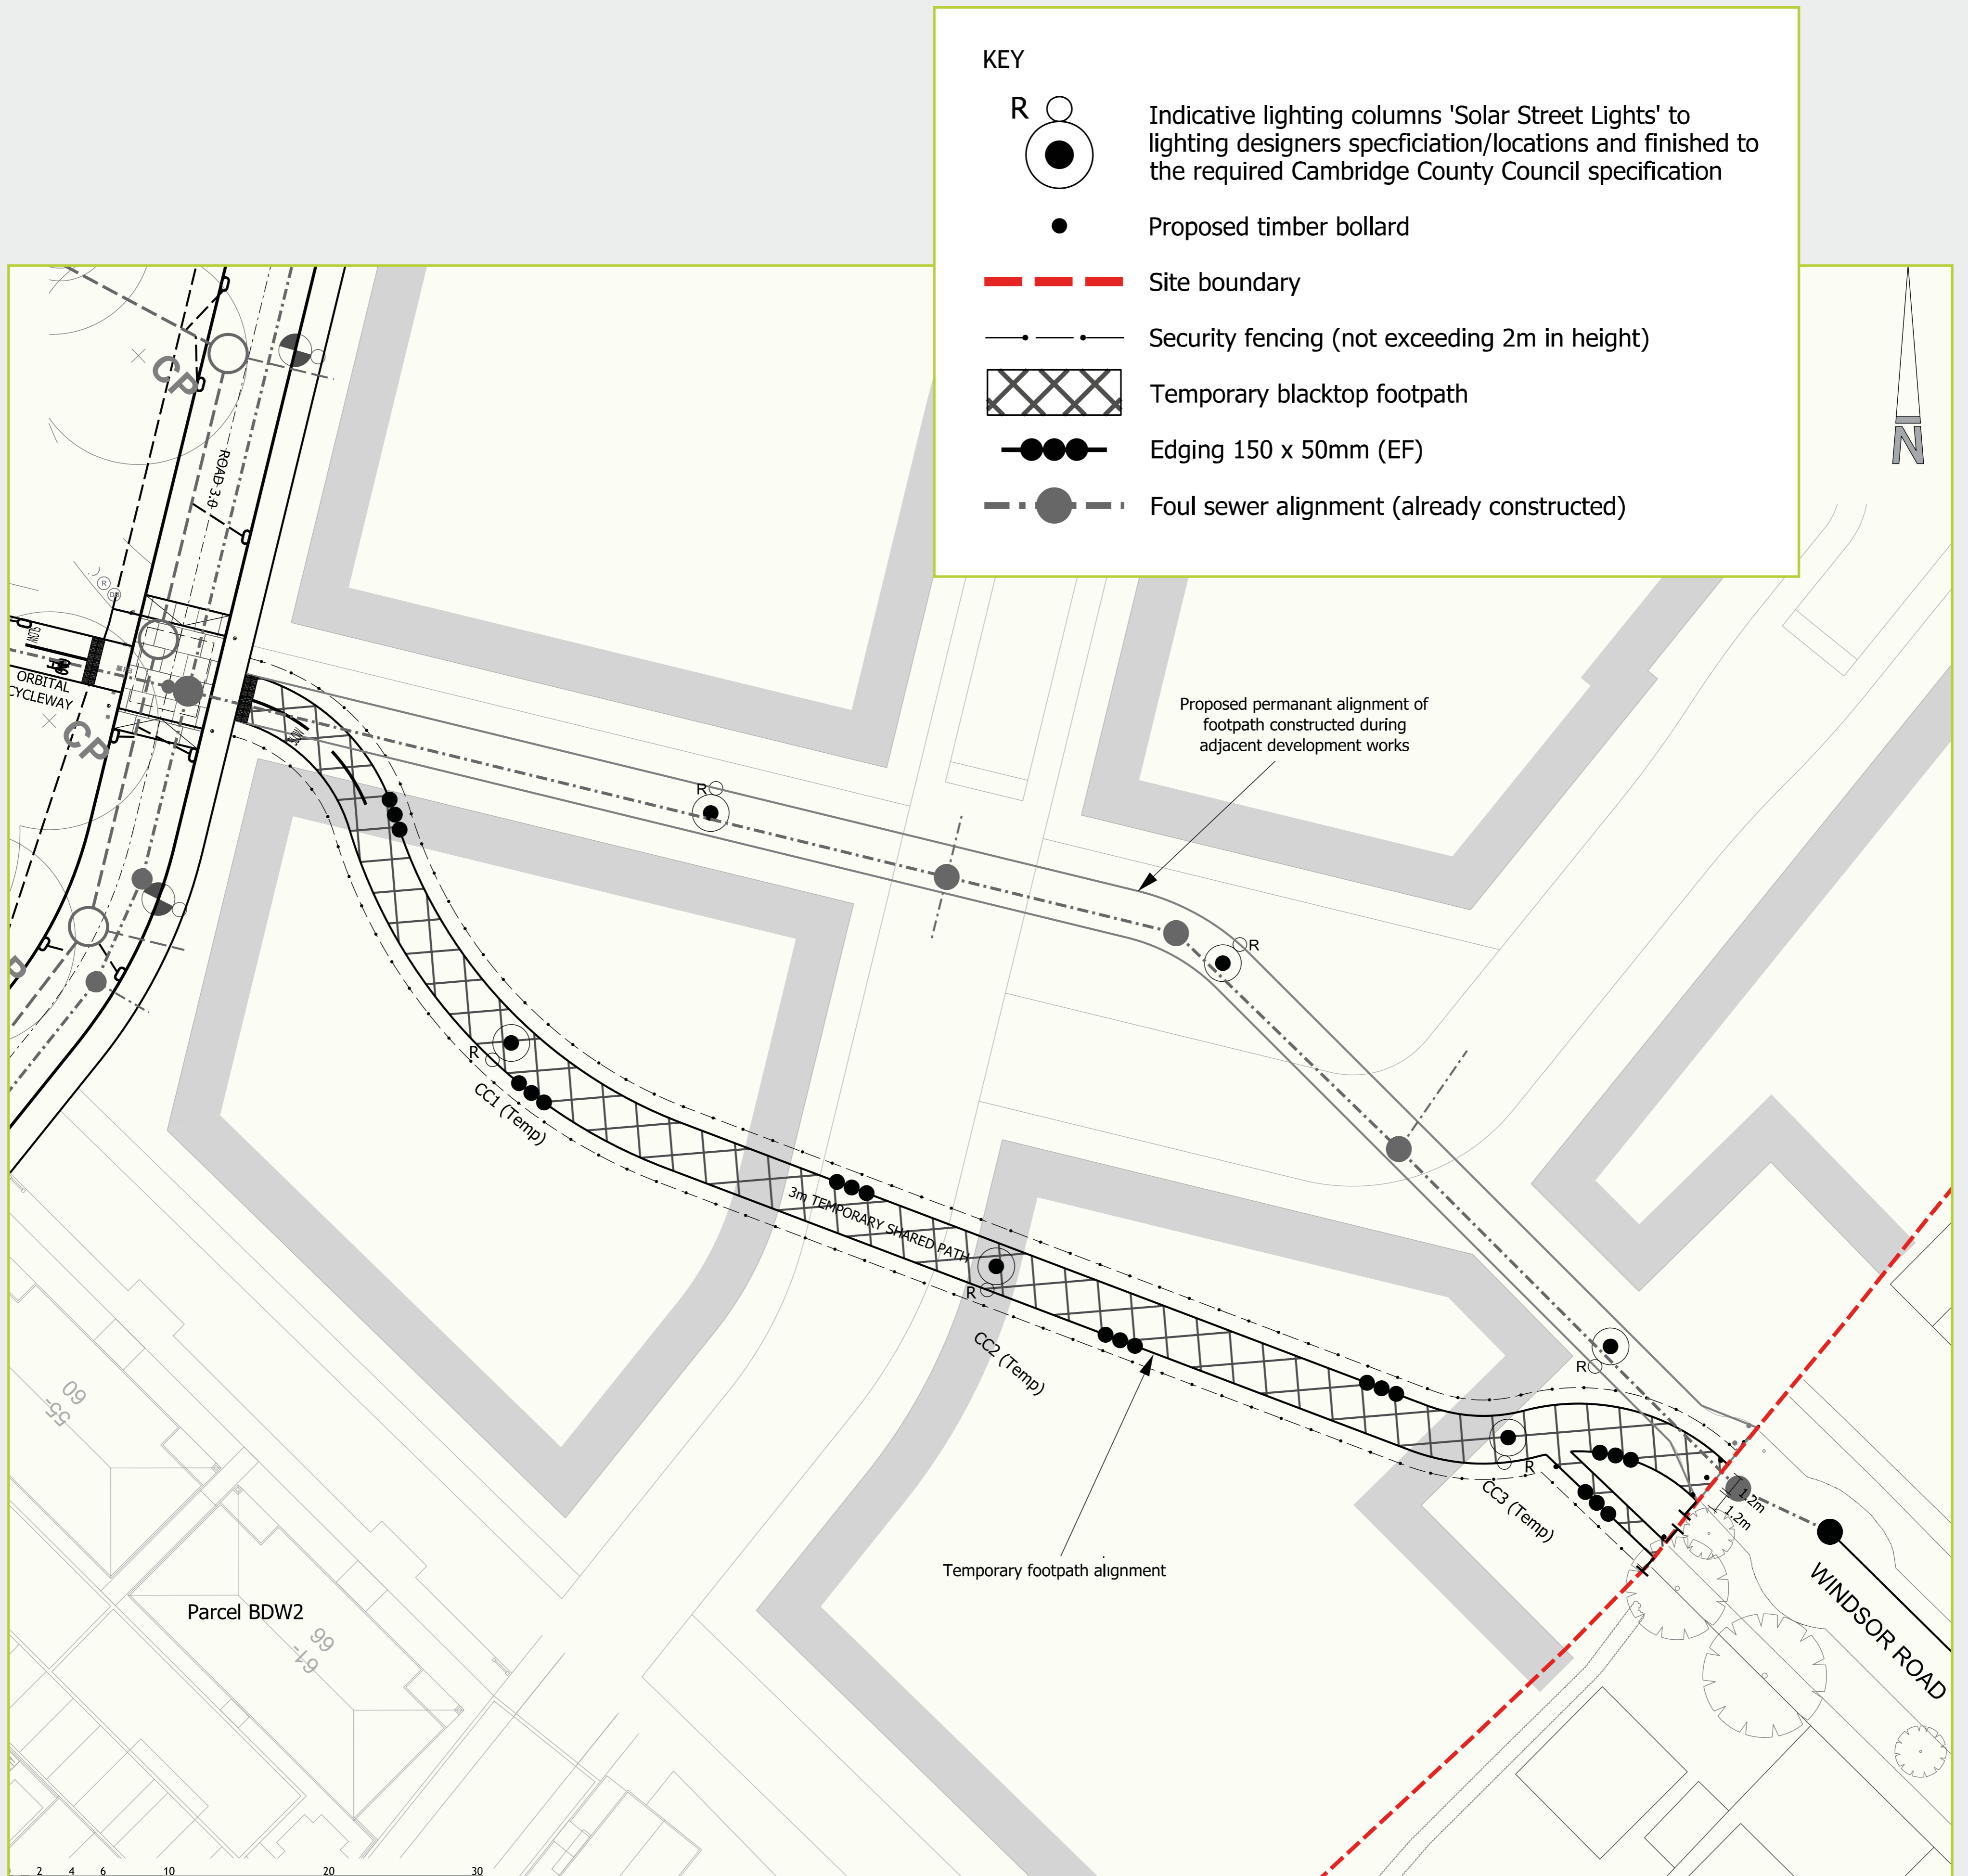 KEY
R
Indicative lighting columns 'Solar Street Lights' to
lighting designers specficiation/locations and finished to
the required Cambridge County Council specification
Proposed timber bollard
Site boundary
Security fencing (not exceeding 2m in height)
Temporary blacktop footpath
Edging 150 x 50mm (EF)
Foul sewer alignment (already constructed)
N
CP
ROAD 3.0
R
SLOW
ORBITAL
CYCLEWAY
CP
Proposed permanant alignment of
footpath constructed during
adjacent development works
R
R
R
CC1 (Temp)
3m TEMPORARY SHARED PATH
R
CC2 (Temp)
R
R
CC3 (Temp)
1.2m
1.2m
Temporary footpath alignment
WINDSOR ROAD
60
55-
Parcel BDW2
66
61-
2
4
6
10
20
30